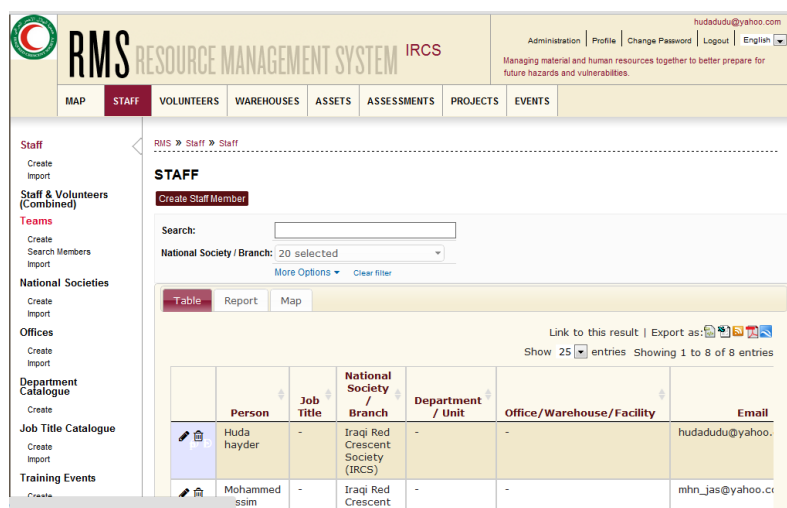 hudadudu@yahoo.com
RMS RESOURCE MANAGEMENT SYSTEM IRCS
Administration Profile Change Password Logout English
Managing material and human resources together to better prepare for
future hazards and vulnerabilities.
MAP STAFF VOLUNTEERS WAREHOUSES ASSETS ASSESSMENTS PROJECTS EVENTS
Staff
Create
Import
Staff & Volunteers
(Combined)
Teams
Create
Search Members
Import
National Societies
Create
Import
Offices
Create
Import
Department
Catalogue
Create
Job Title Catalogue
Create
Import
Training Events
Create
RMS » Staff » Staff
STAFF
Create Staff Member
Search:
National Society / Branch: 20 selected
More Options Clear filter
Table Report Map
Link to this result | Export as:
Show 25 entries Showing 1 to 8 of 8 entries
Person
Job
Title
National
Society
/
Branch
Department
/ Unit
Office/Warehouse/Facility
Email
Huda
hayder
-
Iraqi Red
Crescent
Society
(IRCS)
-
-
hudadudu@yahoo.
Mohammed
-
Iraqi Red
Crescent
-
-